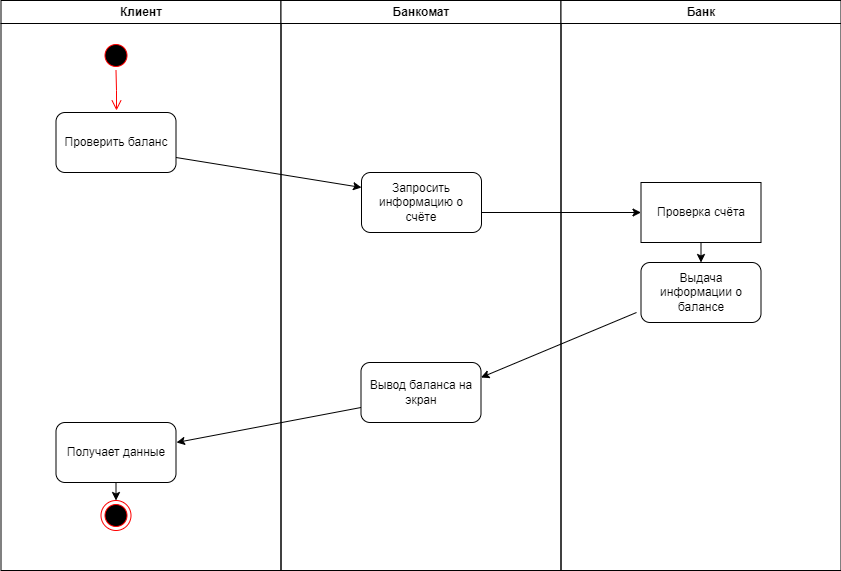 Клиент
Банкомат
Банк
Проверить баланс
Запросить
информацию о
счёте
Проверка счёта
Выдача
информации о
балансе
Вывод баланса на
экран
Получает данные